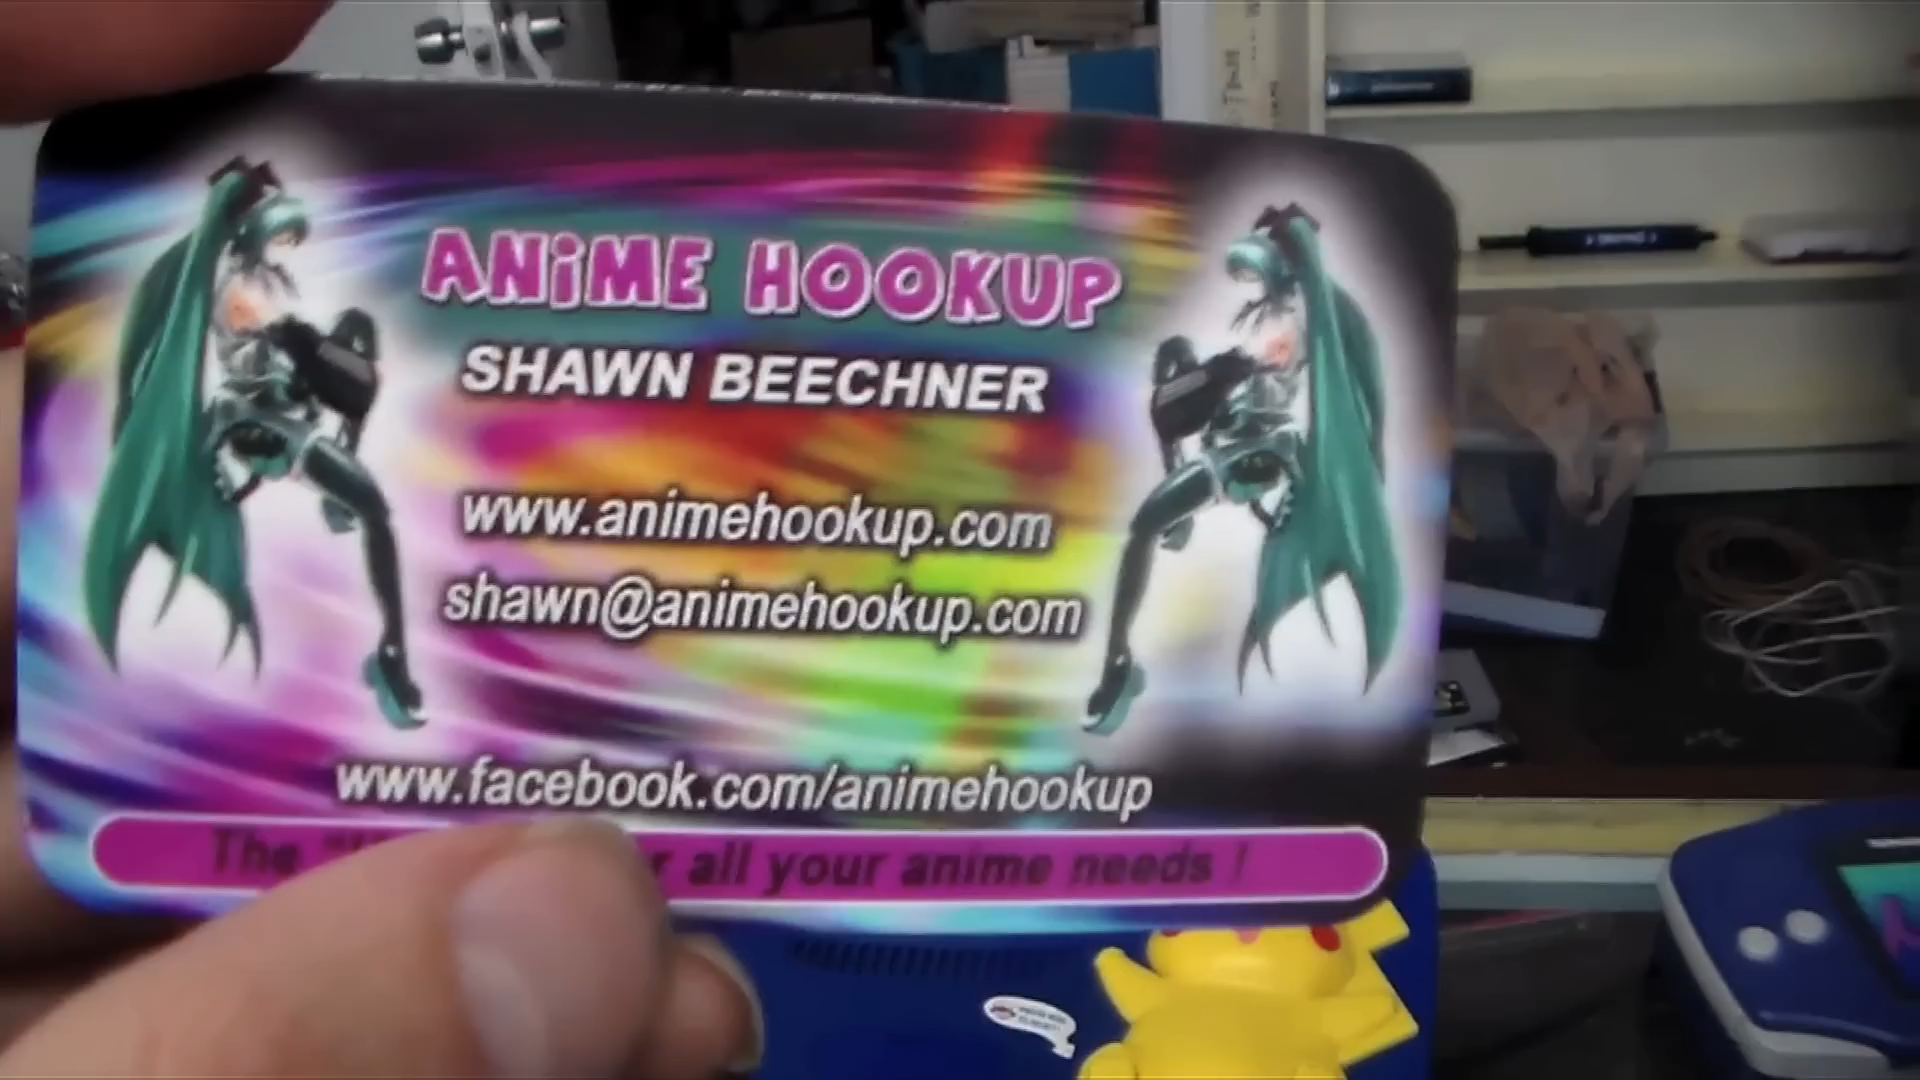 ANiME HOOKUP
SHAWN BEECHNER
www.animehookup.com
shawn@animehookup.com
www.facebook.com/animehookup
The all your anime needs !